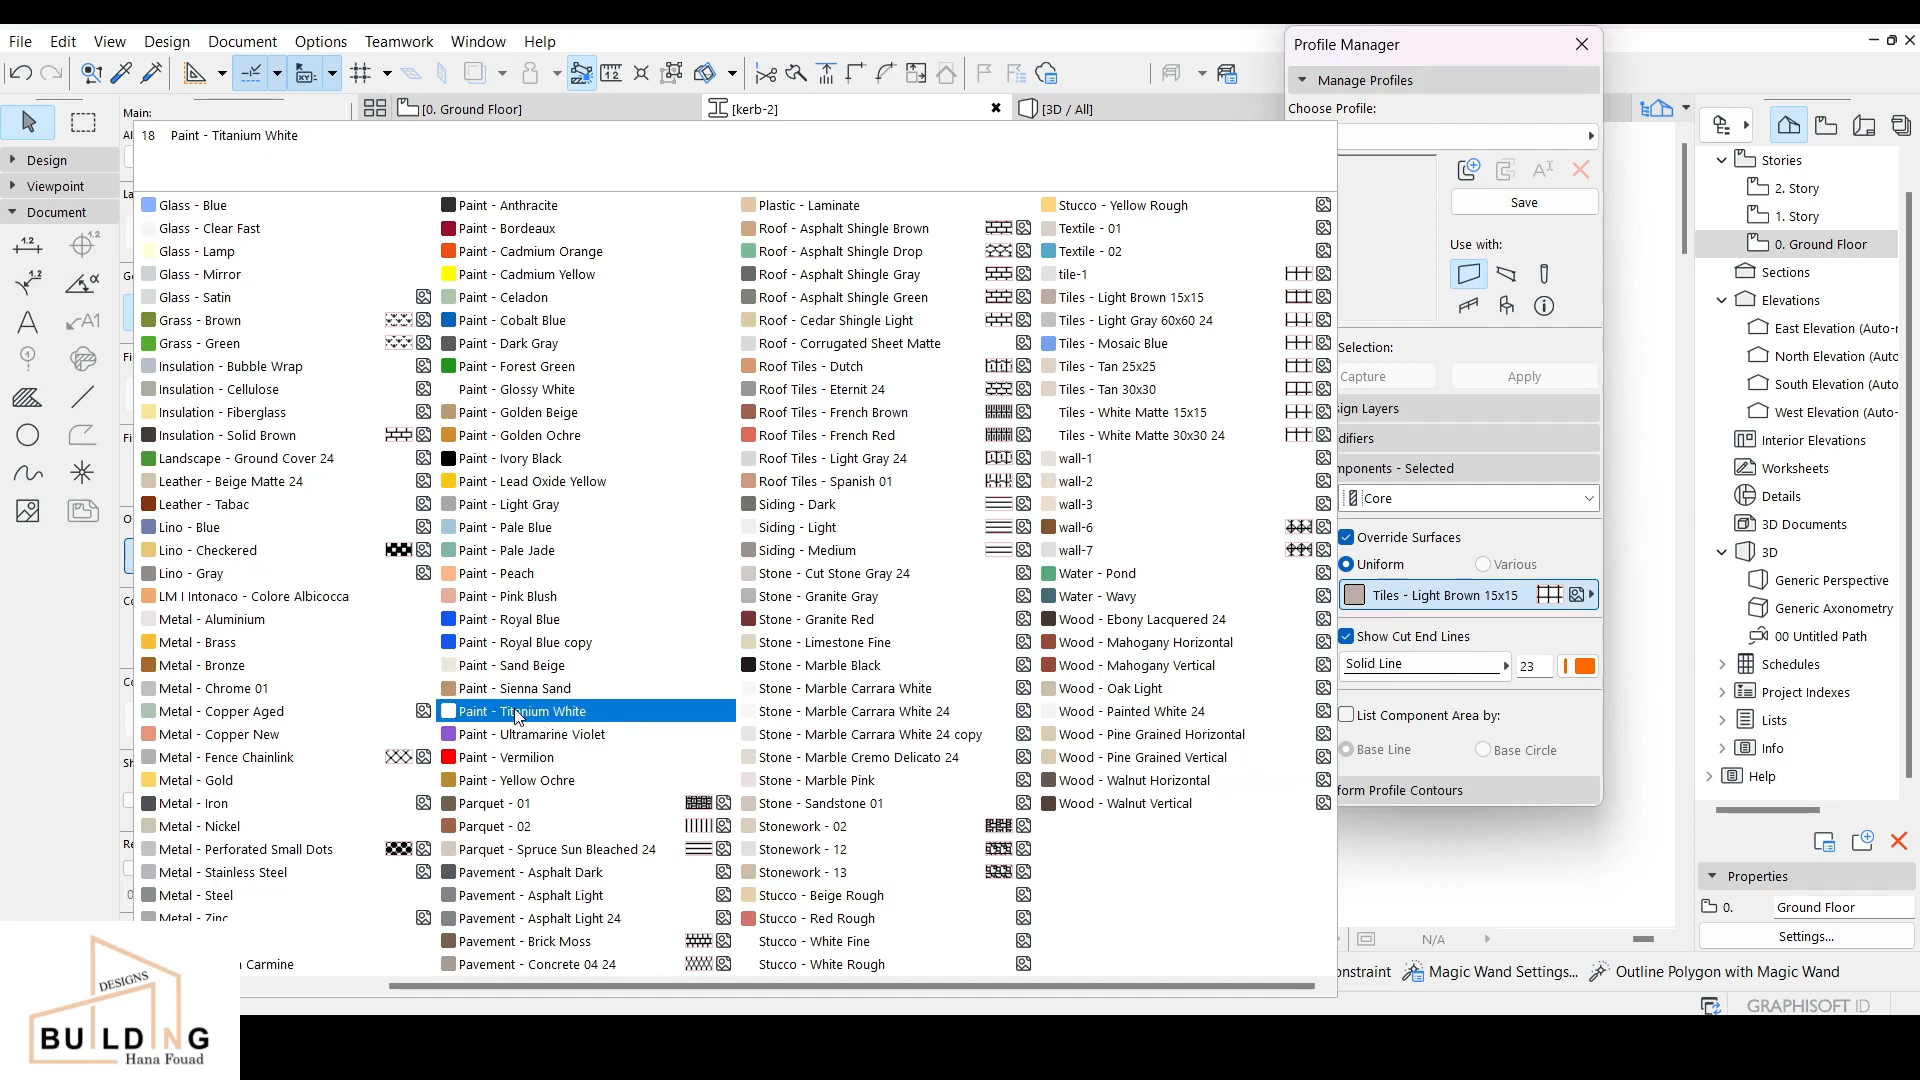 File Edit View Design Document Options Teamwork Window Help
Profile Manager
Manage Profiles
Choose Profile:
Main:
[0. Ground Floor]
[kerb-2]
[3D / All]
18 Paint - Titanium White
Design
Viewpoint
Document
Glass - Blue
Glass - Clear Fast
Glass - Lamp
Glass - Mirror
Glass - Satin
Grass - Brown
Grass - Green
Insulation - Bubble Wrap
Insulation - Cellulose
Insulation - Fiberglass
Insulation - Solid Brown
Landscape - Ground Cover 24
Leather - Beige Matte 24
Leather - Tabac
Lino - Blue
Lino - Checkered
Lino - Gray
LM I Intonaco - Colore Albicocca
Metal - Aluminium
Metal - Brass
Metal - Bronze
Metal - Chrome 01
Metal - Copper Aged
Metal - Copper New
Metal - Fence Chainlink
Metal - Gold
Metal - Iron
Metal - Nickel
Metal - Perforated Small Dots
Metal - Stainless Steel
Metal - Steel
Metal - Zinc
Carmine
Paint - Anthracite
Paint - Bordeaux
Paint - Cadmium Orange
Paint - Cadmium Yellow
Paint - Celadon
Paint - Cobalt Blue
Paint - Dark Gray
Paint - Forest Green
Paint - Glossy White
Paint - Golden Beige
Paint - Golden Ochre
Paint - Ivory Black
Paint - Lead Oxide Yellow
Paint - Light Gray
Paint - Pale Blue
Paint - Pale Jade
Paint - Peach
Paint - Pink Blush
Paint - Royal Blue
Paint - Royal Blue copy
Paint - Sand Beige
Paint - Sienna Sand
Paint - Titanium White
Paint - Ultramarine Violet
Paint - Vermilion
Paint - Yellow Ochre
Parquet - 01
Parquet - 02
Parquet - Spruce Sun Bleached 24
Pavement - Asphalt Dark
Pavement - Asphalt Light
Pavement - Asphalt Light 24
Pavement - Brick Moss
Pavement - Concrete 04 24
Plastic - Laminate
Roof - Asphalt Shingle Brown
Roof - Asphalt Shingle Drop
Roof - Asphalt Shingle Gray
Roof - Asphalt Shingle Green
Roof - Cedar Shingle Light
Roof - Corrugated Sheet Matte
Roof Tiles - Dutch
Roof Tiles - Eternit 24
Roof Tiles - French Brown
Roof Tiles - French Red
Roof Tiles - Light Gray 24
Roof Tiles - Spanish 01
Siding - Dark
Siding - Light
Siding - Medium
Stone - Cut Stone Gray 24
Stone - Granite Gray
Stone - Granite Red
Stone - Limestone Fine
Stone - Marble Black
Stone - Marble Carrara White
Stone - Marble Carrara White 24
Stone - Marble Carrara White 24 copy
Stone - Marble Cremo Delicato 24
Stone - Marble Pink
Stone - Sandstone 01
Stonework - 02
Stonework - 12
Stonework - 13
Stucco - Beige Rough
Stucco - Red Rough
Stucco - White Fine
Stucco - White Rough
Stucco - Yellow Rough
Textile - 01
Textile - 02
tile-1
Tiles - Light Brown 15x15
Tiles - Light Gray 60x60 24
Tiles - Mosaic Blue
Tiles - Tan 25x25
Tiles - Tan 30x30
Tiles - White Matte 15x15
Tiles - White Matte 30x30 24
wall-1
wall-2
wall-3
wall-6
wall-7
Water - Pond
Water - Wavy
Wood - Ebony Lacquered 24
Wood - Mahogany Horizontal
Wood - Mahogany Vertical
Wood - Oak Light
Wood - Painted White 24
Wood - Pine Grained Horizontal
Wood - Pine Grained Vertical
Wood - Walnut Horizontal
Wood - Walnut Vertical
Save
Use with:
Selection:
Capture
Apply
sign Layers
difiers
mponents - Selected
Core
Override Surfaces
Uniform
Various
Tiles - Light Brown 15x15
Show Cut End Lines
Solid Line
23
List Component Area by:
Base Line
Base Circle
form Profile Contours
Stories
2. Story
1. Story
0. Ground Floor
Sections
Elevations
East Elevation (Auto-r
North Elevation (Auto
South Elevation (Auto
West Elevation (Auto-
Interior Elevations
Worksheets
Details
3D Documents
3D
Generic Perspective
Generic Axonometry
00 Untitled Path
Schedules
Project Indexes
Lists
Info
Help
Properties
0. Ground Floor
Settings...
N/A
onstraint Magic Wand Settings... Outline Polygon with Magic Wand
GRAPHISOFT ID
DESIGNS
BUILDING
Hana Fouad